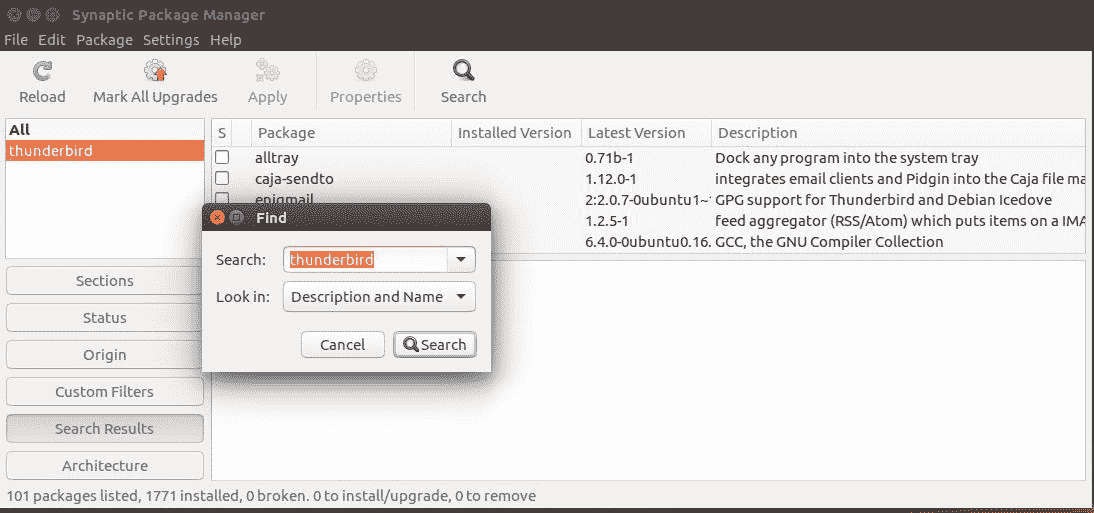 Synaptic Package Manager
File Edit Package Settings Help
Reload Mark All Upgrades Apply Properties Search
All
thunderbird
S Package Installed Version Latest Version Description
alltray 0.71b-1 Dock any program into the system tray
caja-sendto 1.12.0-1 integrates email clients and Pidgin into the Caja file ma
enigmail 2:2.0.7-0ubuntu1~ GPG support for Thunderbird and Debian Icedove
1.2.5-1 feed aggregator (RSS/Atom) which puts items on a IMA
6.4.0-0ubuntu0.16. GCC, the GNU Compiler Collection
Find
Search: thunderbird
Look in: Description and Name
Cancel Search
Sections
Status
Origin
Custom Filters
Search Results
Architecture
101 packages listed, 1771 installed, 0 broken. 0 to install/upgrade, 0 to remove